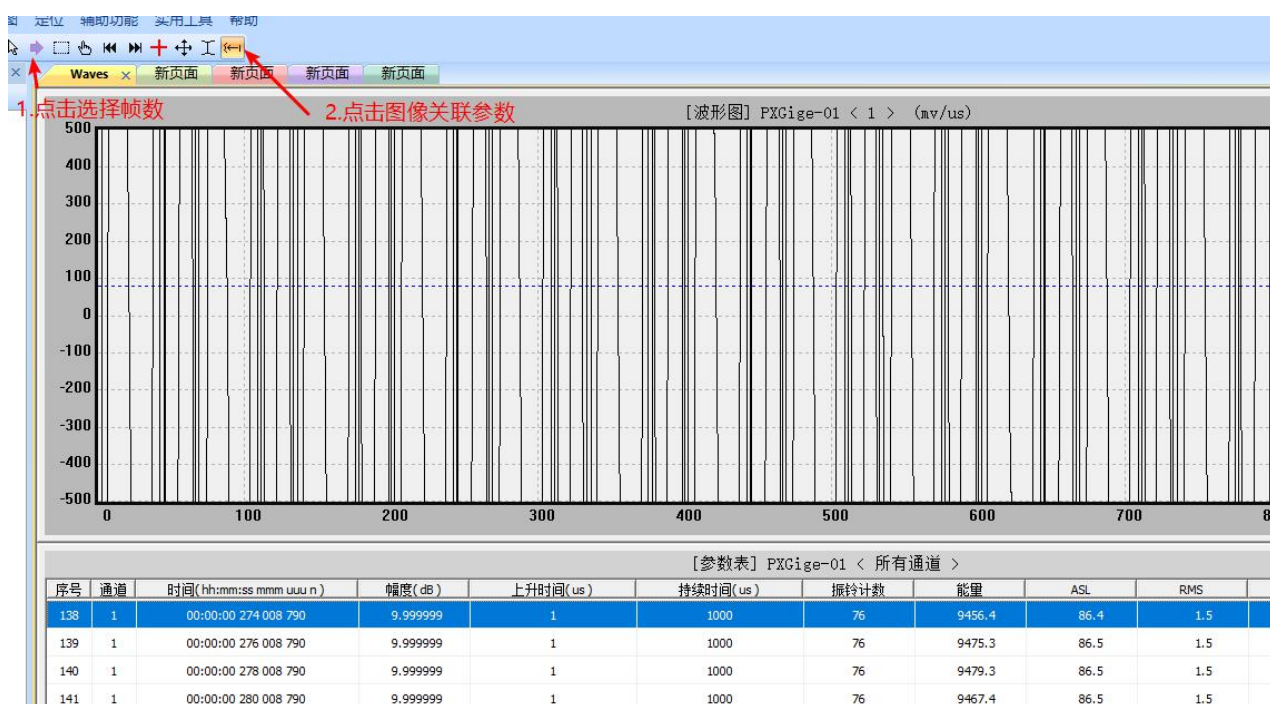 图 定位 辅助功能 实用工具 帮助
Waves × 新页面 新页面 新页面 新页面
1.点击选择帧数 2.点击图像关联参数
[波形图] PXGige-01 < 1 > (mv/us)
500
400
300
200
100
0
-100
-200
-300
-400
-500
0 100 200 300 400 500 600 700 8
[参数表] PXGige-01 < 所有通道 >
序号 通道 时间(hh:mm:ss mmm uuu n) 幅度(dB) 上升时间(us) 持续时间(us) 振铃计数 能量 ASL RMS
138 1 00:00:00 274 008 790 9.999999 1 1000 76 9456.4 86.4 1.5
139 1 00:00:00 276 008 790 9.999999 1 1000 76 9475.3 86.5 1.5
140 1 00:00:00 278 008 790 9.999999 1 1000 76 9479.3 86.5 1.5
141 1 00:00:00 280 008 790 9.999999 1 1000 76 9467.4 86.5 1.5